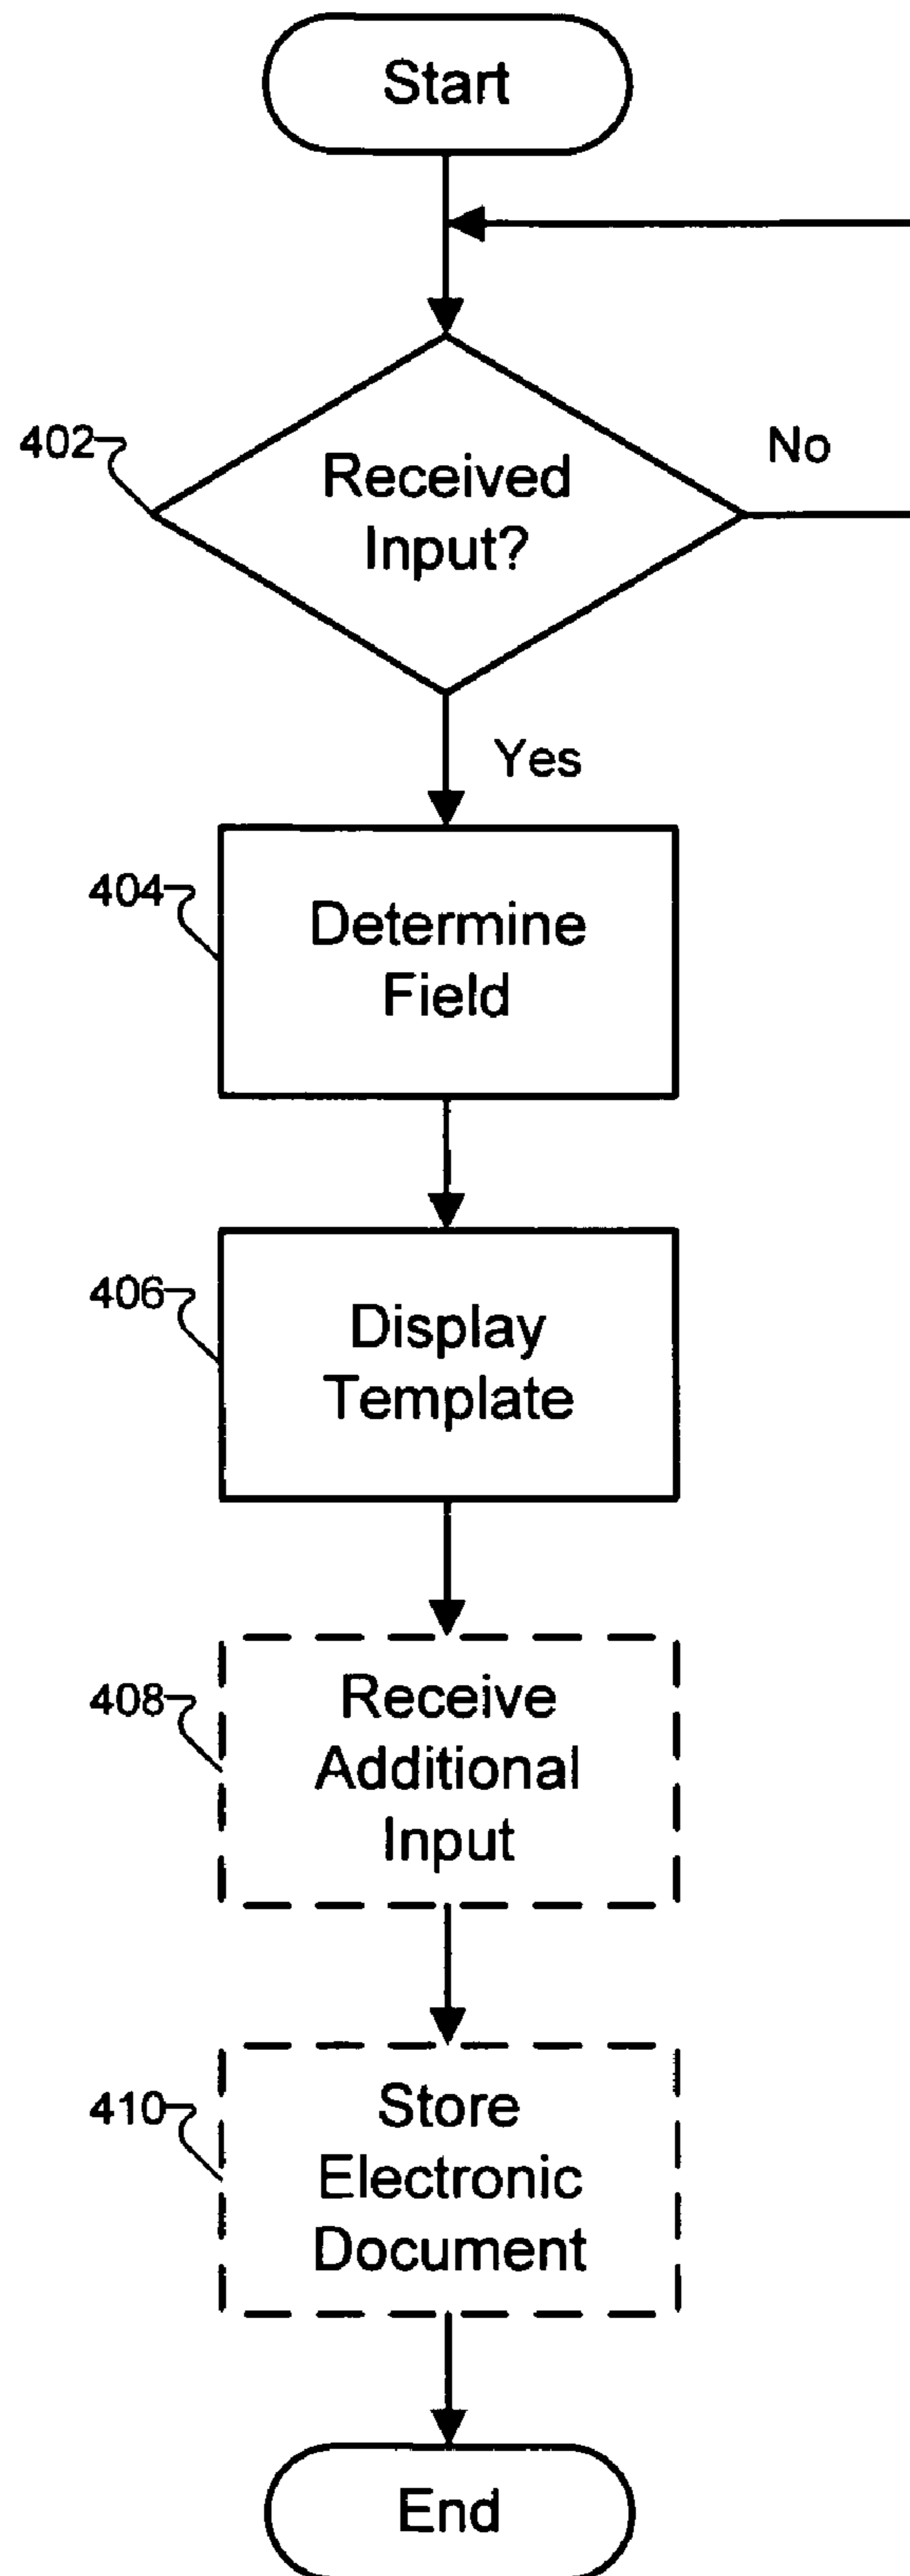 Start
402
Received
Input?
No
Yes
404
Determine
Field
406
Display
Template
408
Receive
Additional
Input
410
Store
Electronic
Document
End